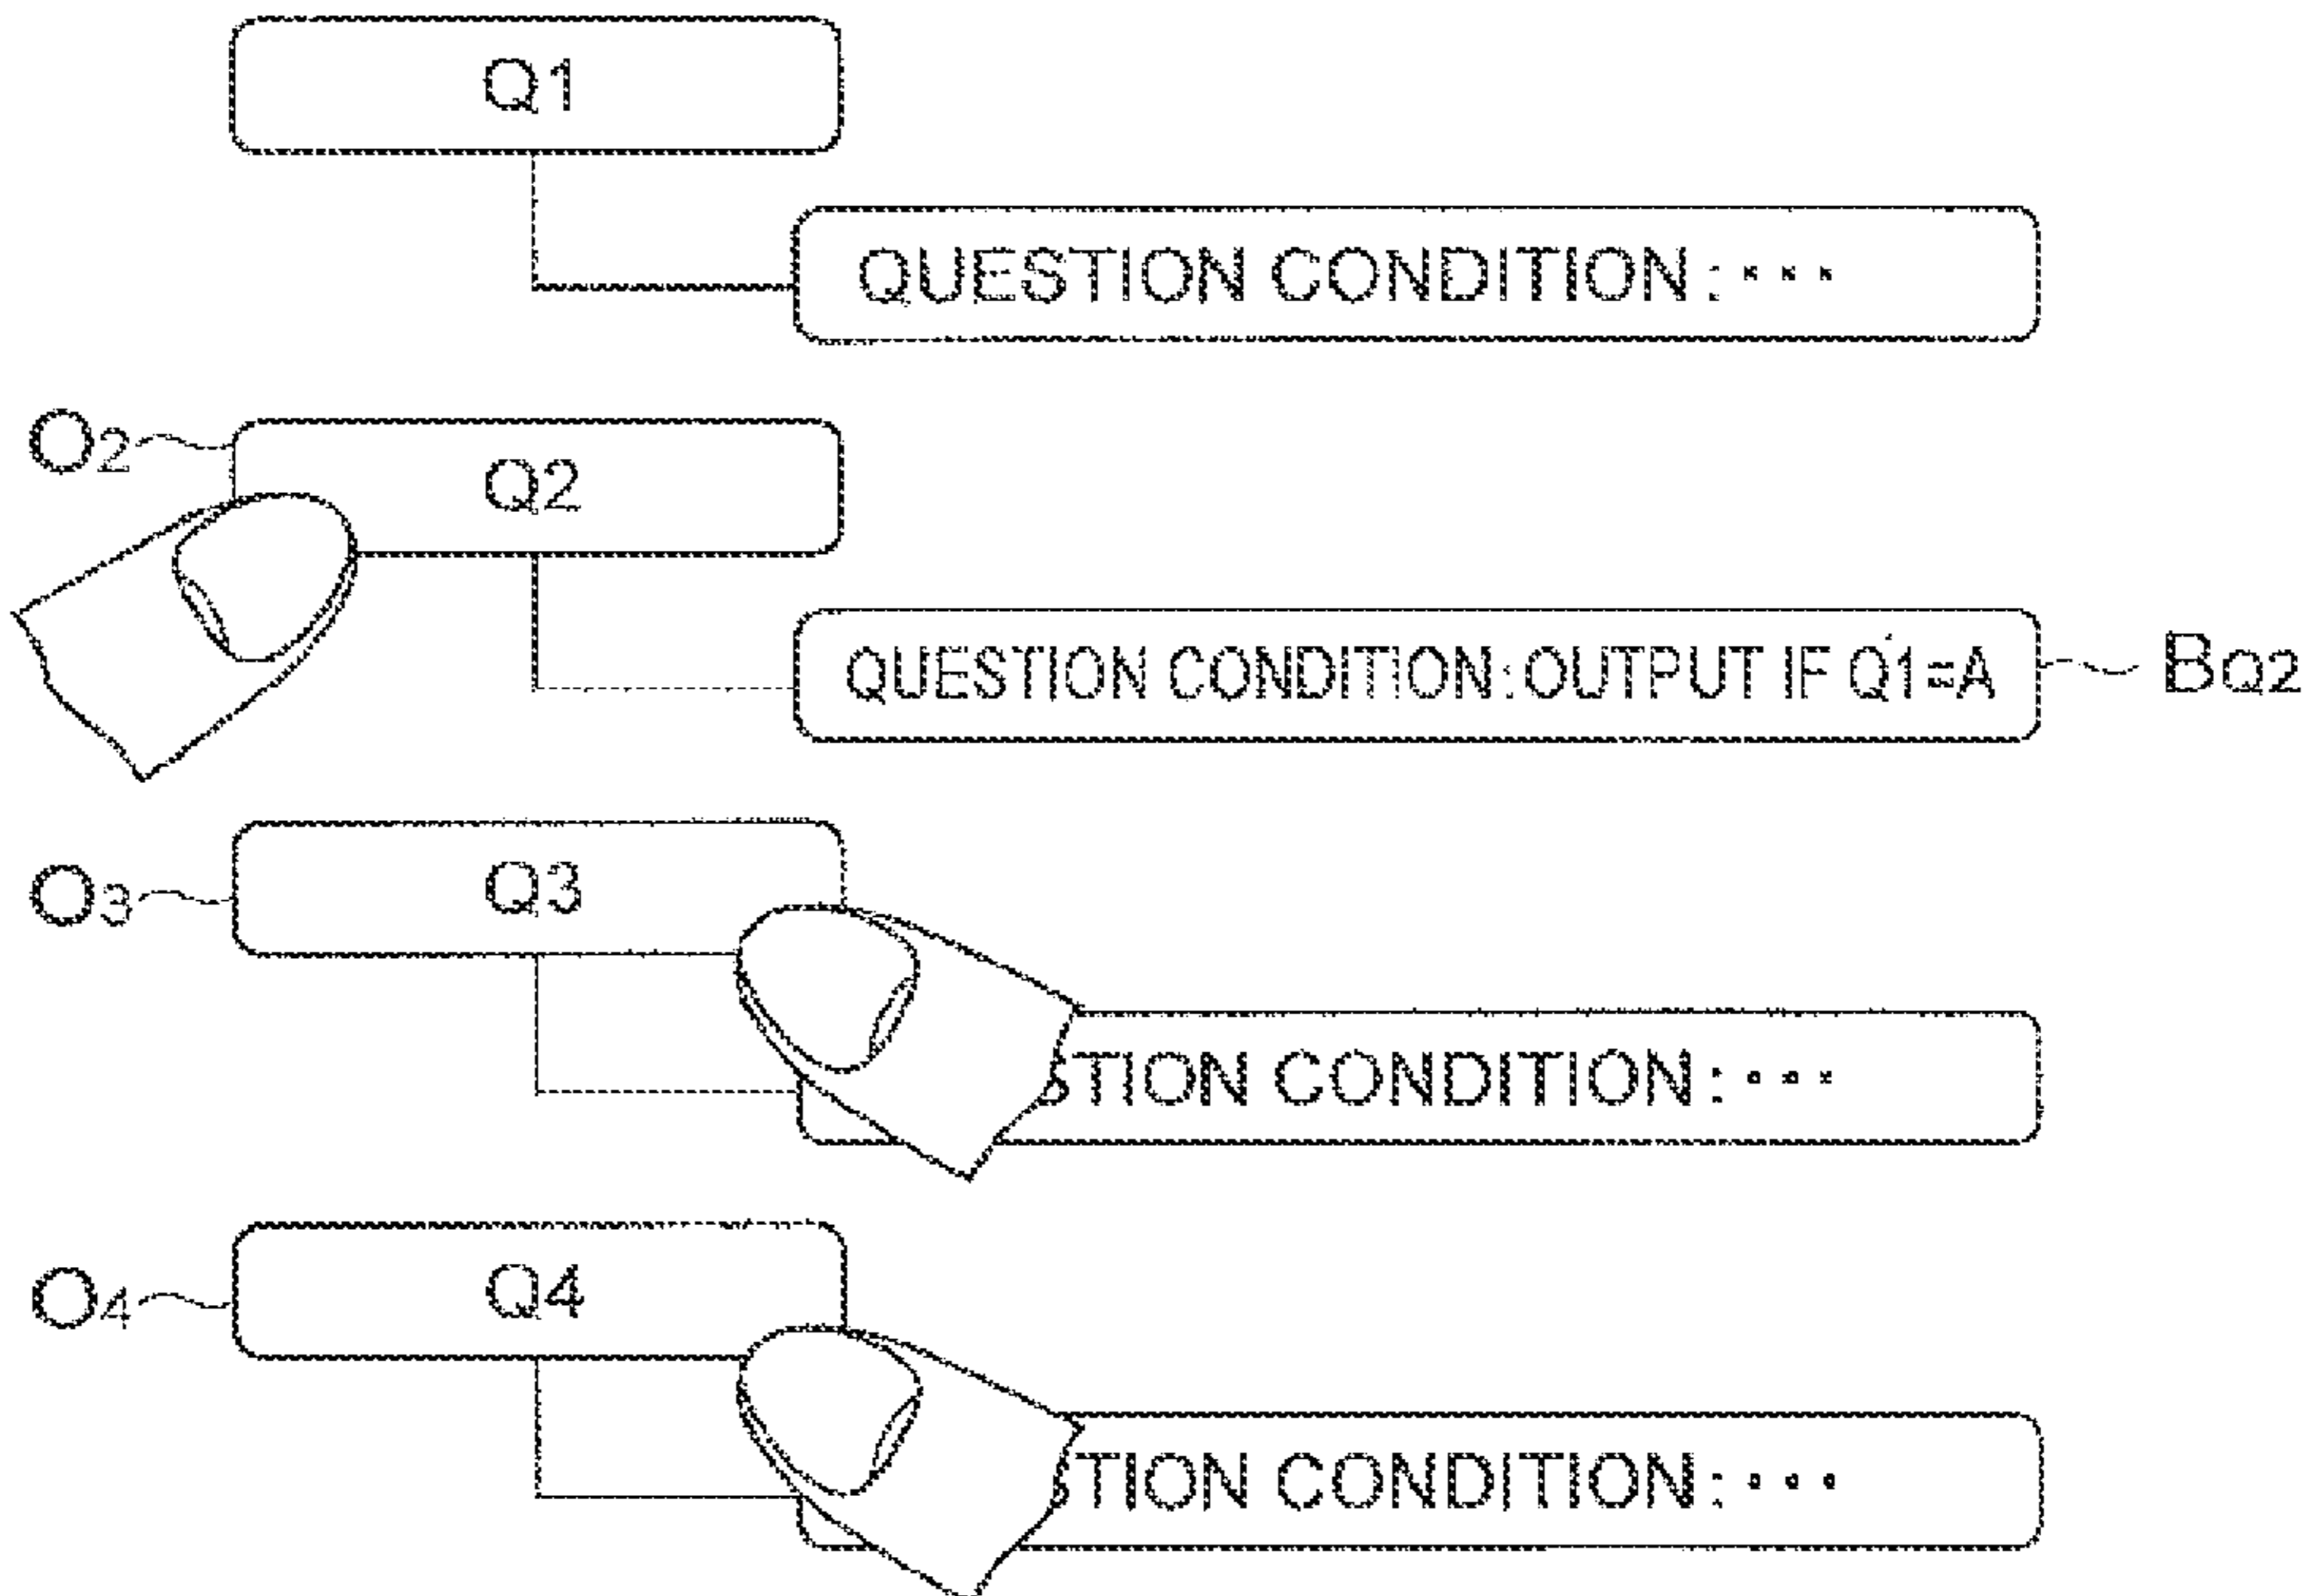 Q1
QUESTION CONDITION: ···
O2 Q2
QUESTION CONDITION: OUTPUT IF Q1=A BQ2
O3 Q3
STION CONDITION: ···
O4 Q4
STION CONDITION: ···